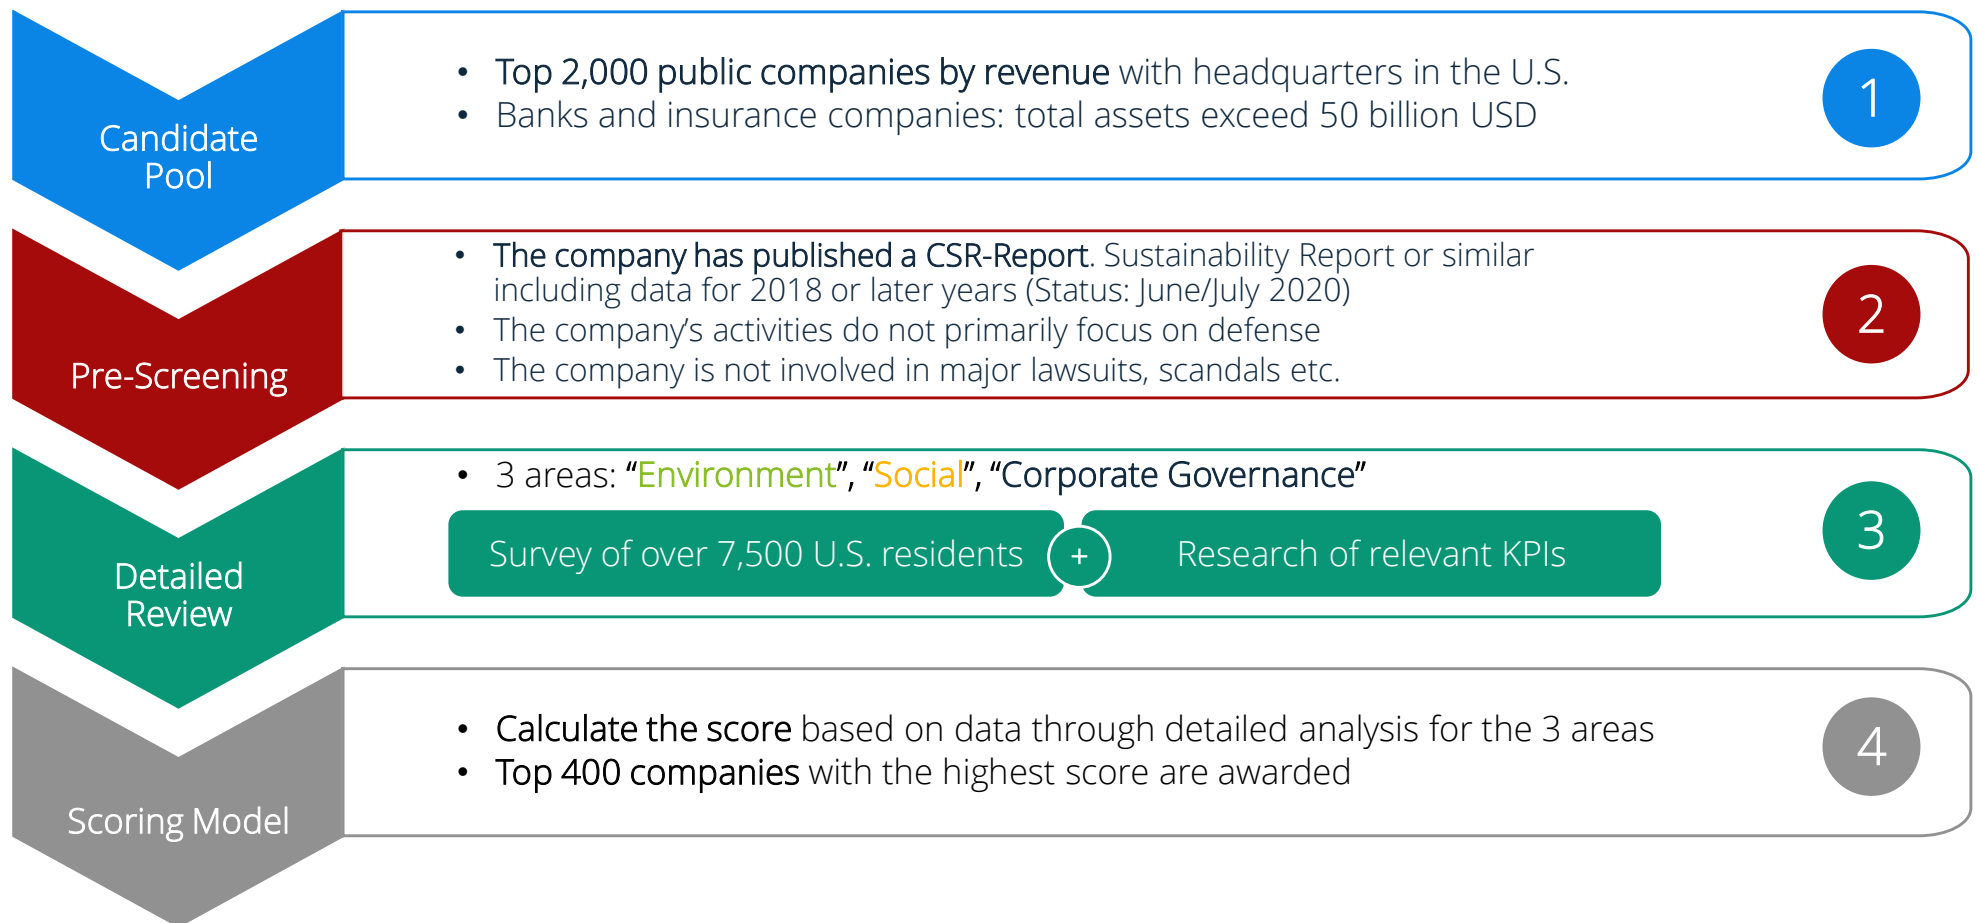 Candidate
Pool
• Top 2,000 public companies by revenue with headquarters in the U.S.
• Banks and insurance companies: total assets exceed 50 billion USD
1
Pre-Screening
• The company has published a CSR-Report. Sustainability Report or similar
including data for 2018 or later years (Status: June/July 2020)
• The company’s activities do not primarily focus on defense
• The company is not involved in major lawsuits, scandals etc.
2
Detailed
Review
• 3 areas: “Environment”, “Social”, “Corporate Governance”
Survey of over 7,500 U.S. residents + Research of relevant KPIs
3
Scoring Model
• Calculate the score based on data through detailed analysis for the 3 areas
• Top 400 companies with the highest score are awarded
4